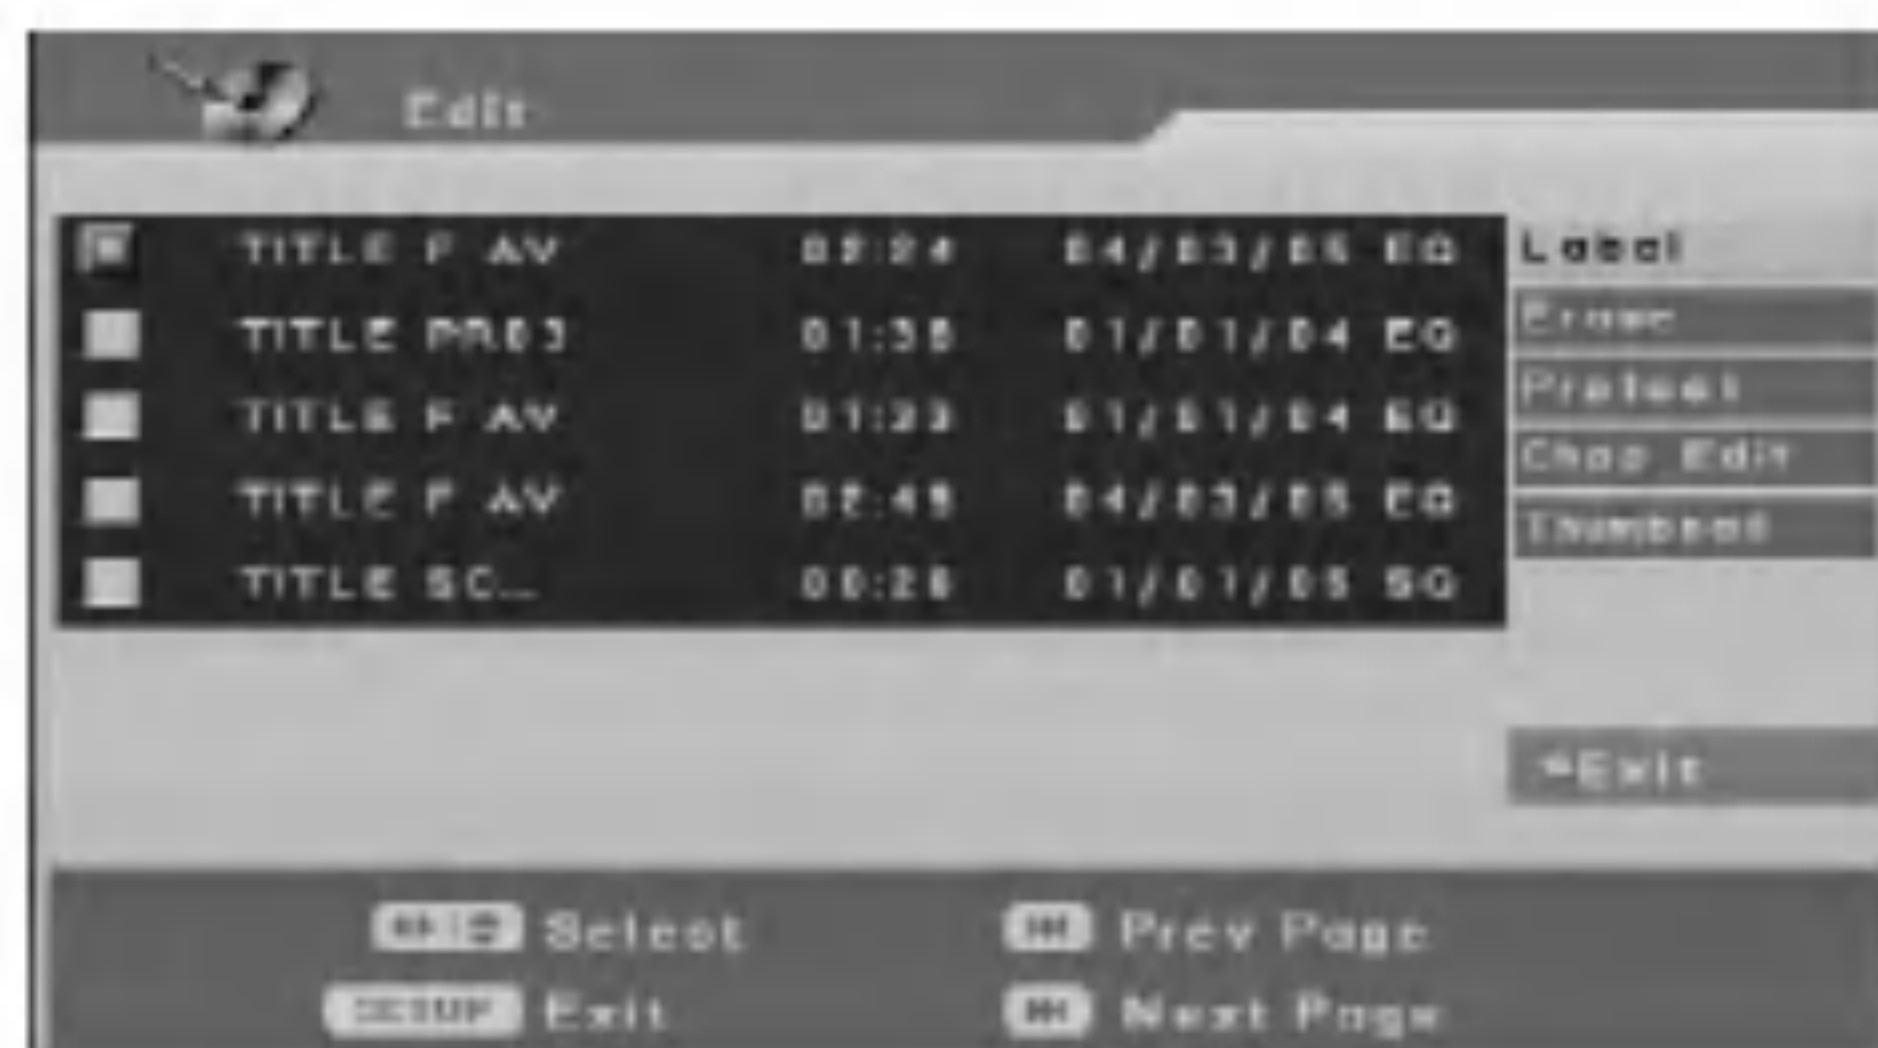 Edit
TITLE F AV 02:24 04/03/05 EQ
Label
TITLE PR03 01:35 01/01/04 EQ
Erase
TITLE F AV 01:33 01/01/04 EQ
Protect
Chap Edit
TITLE F AV 02:45 04/03/05 EQ
Thumbnail
TITLE SC... 00:26 01/01/05 SQ
Exit
Select Prev Page
SETUP Exit Next Page